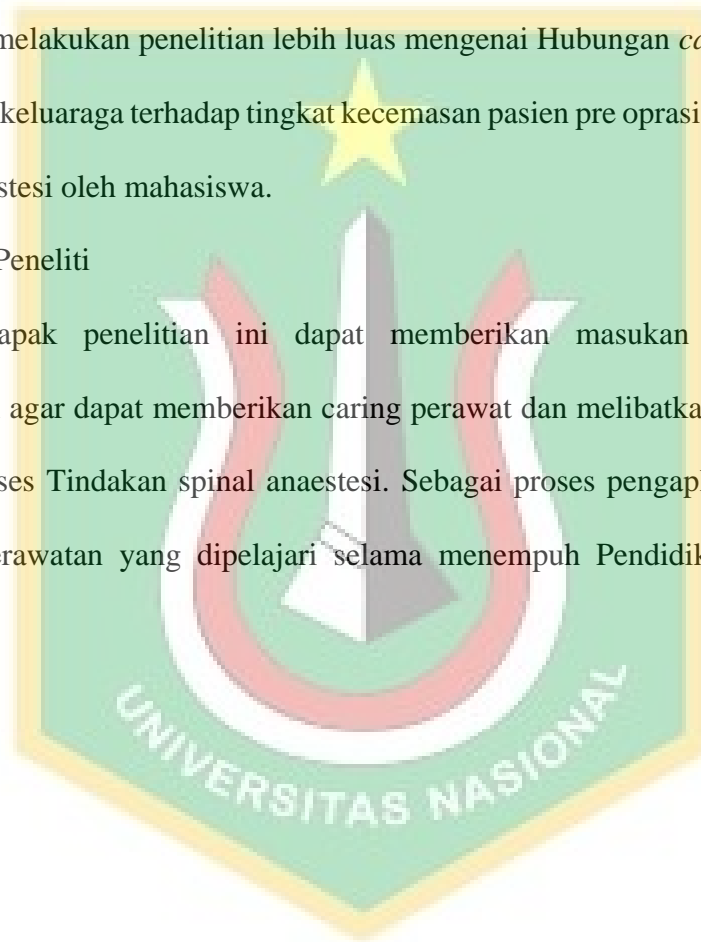 melakukan penelitian lebih luas mengenai Hubungan
keluaraga terhadap tingkat kecemasan pasien pre oprasi
stesi oleh mahasiswa.
Peneliti
apak penelitian ini dapat memberikan masukan
agar dapat memberikan caring perawat dan melibatka
ses Tindakan spinal anaestesi. Sebagai proses pengapl
erawatan yang dipelajari selama menempuh Pendidik
UNIVERSITAS NASIONAL